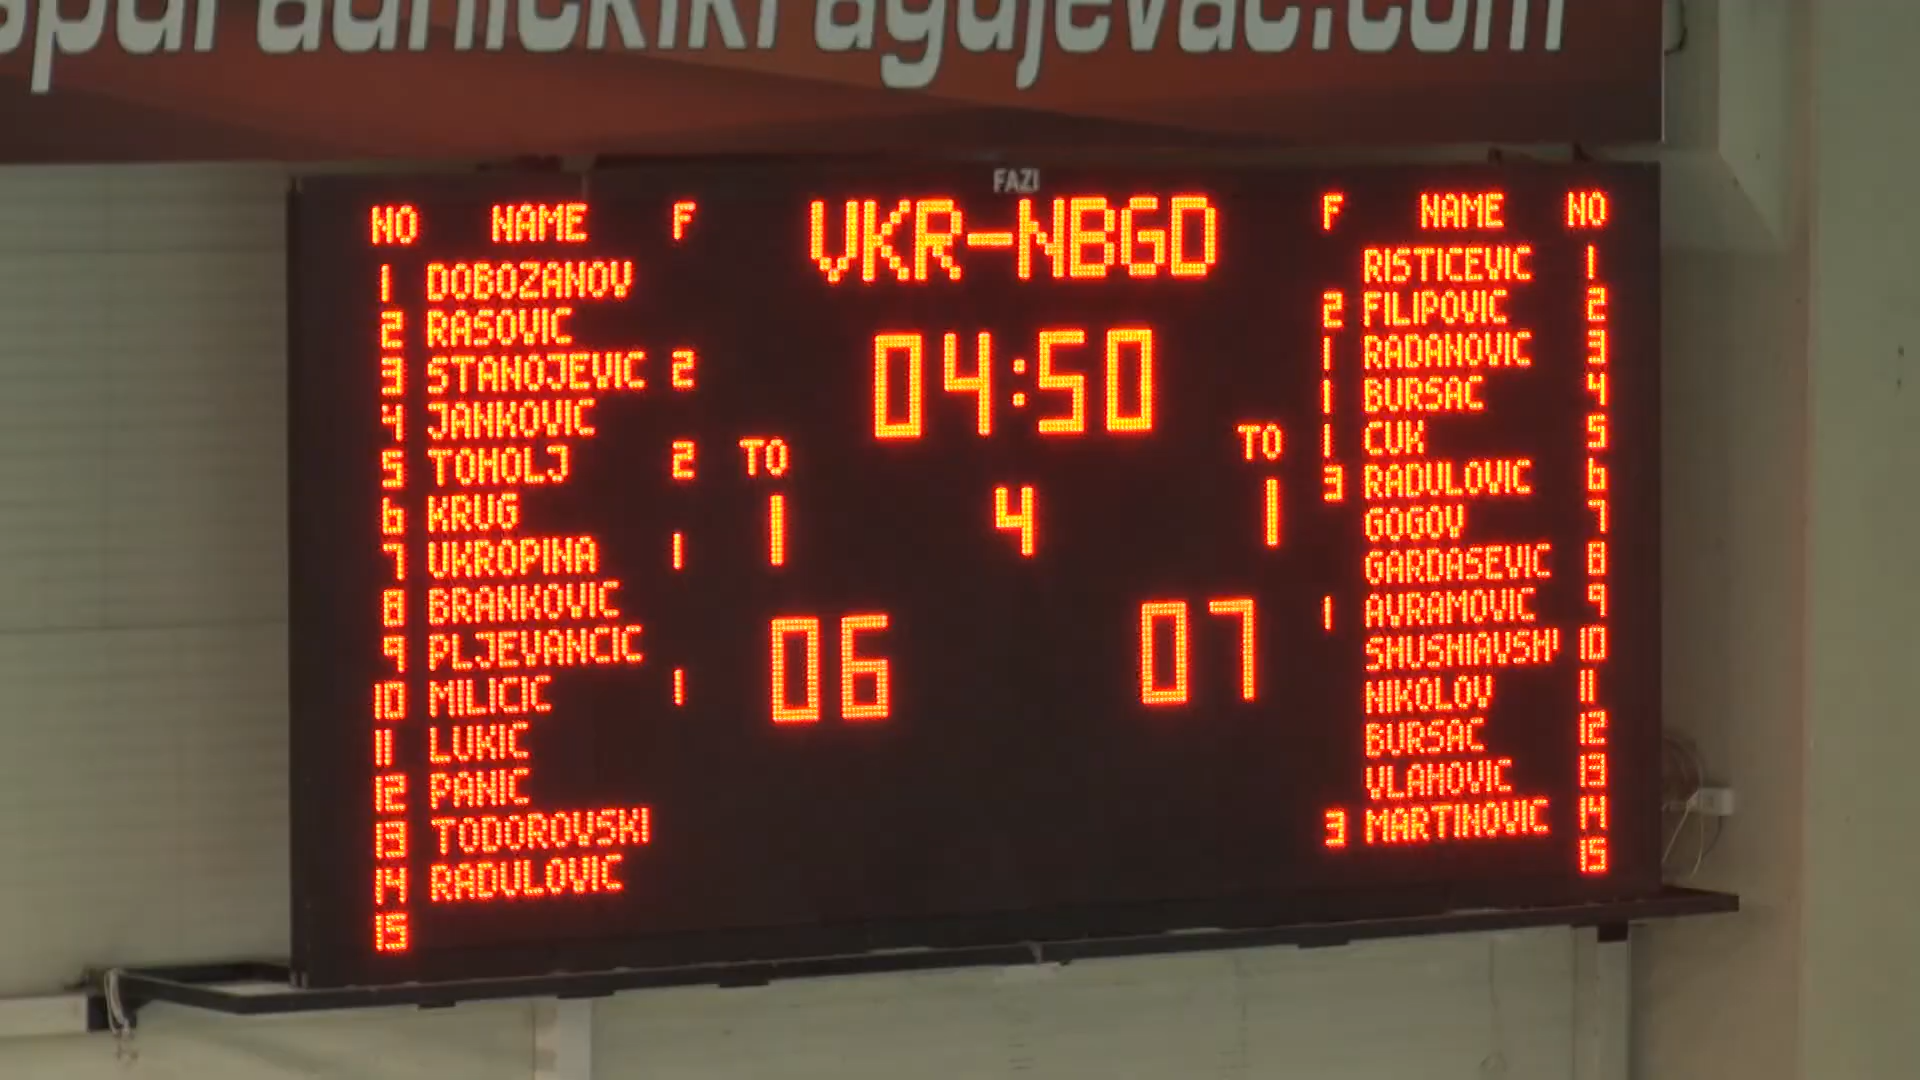 spuradnickikragujevac.com
FAZI
NO NAME F
VKR-NBGD
F NAME NO
1 DOBOZANOV
2 RASOVIC
3 STANOJEVIC 2
4 JANKOVIC
5 TOHOLJ 2
6 KRUG
7 UKROPINA 1
8 BRANKOVIC
9 PLJEVANCIC
10 MILICIC 1
11 LUKIC
12 PANIC
13 TODOROVSKI
14 RADULOVIC
15
04:50
TO
1
4
TO
1
06
07
RISTICEVIC 1
2 FILIPOVIC 2
1 RADANOVIC 3
1 BURSAC 4
1 CUK 5
3 RADULOVIC 6
GOGOV 7
GARDASEVIC 8
1 AVRAMOVIC 9
10
NIKOLOV 11
BURSAC 12
VLAHOVIC 13
3 MARTINOVIC 14
15